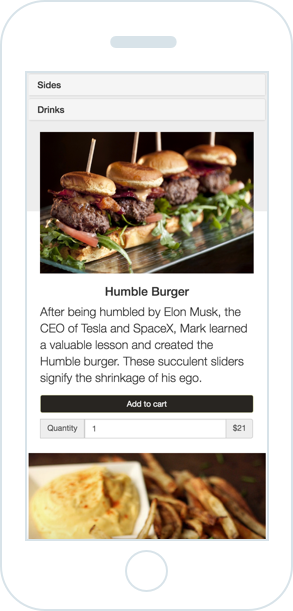 Sides
Drinks
Humble Burger
After being humbled by Elon Musk, the
CEO of Tesla and SpaceX, Mark learned
a valuable lesson and created the
Humble burger. These succulent sliders
signify the shrinkage of his ego.
Add to cart
Quantity 1 $21